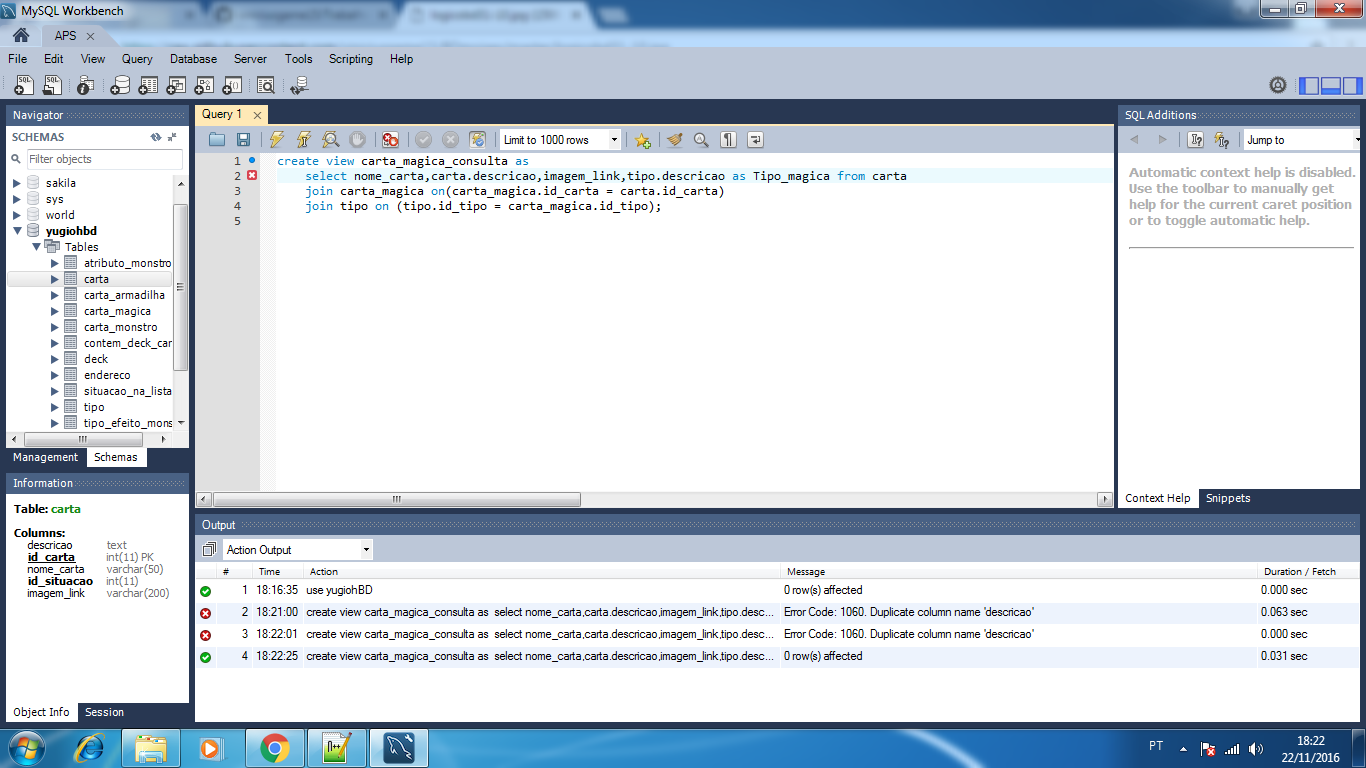 MySQL Workbench
APS
File Edit View Query Database Server Tools Scripting Help
Navigator
SCHEMAS
Filter objects
sakila
sys
world
yugiohbd
Tables
atributo_monstro
carta
carta_armadilha
carta_magica
carta_monstro
contem_deck_car
deck
endereco
situacao_na_lista
tipo
tipo_efeito_mons
Management Schemas
Information
Table: carta
Columns:
descricao text
id_carta int(11) PK
nome_carta varchar(50)
id_situacao int(11)
imagem_link varchar(200)
Object Info Session
Query 1
Limit to 1000 rows
1 create view carta_magica_consulta as
2 select nome_carta,carta.descricao,imagem_link,tipo.descricao as Tipo_magica from carta
3 join carta_magica on(carta_magica.id_carta = carta.id_carta)
4 join tipo on (tipo.id_tipo = carta_magica.id_tipo);
5
SQL Additions
Jump to
Automatic context help is disabled.
Use the toolbar to manually get
help for the current caret position
or to toggle automatic help.
Context Help Snippets
Output
Action Output
# Time Action Message Duration / Fetch
1 18:16:35 use yugiohBD 0 row(s) affected 0.000 sec
2 18:21:00 create view carta_magica_consulta as select nome_carta,carta.descricao,imagem_link,tipo.desc... Error Code: 1060. Duplicate column name 'descricao' 0.063 sec
3 18:22:01 create view carta_magica_consulta as select nome_carta,carta.descricao,imagem_link,tipo.desc... Error Code: 1060. Duplicate column name 'descricao' 0.000 sec
4 18:22:25 create view carta_magica_consulta as select nome_carta,carta.descricao,imagem_link,tipo.desc... 0 row(s) affected 0.031 sec
PT
18:22
22/11/2016